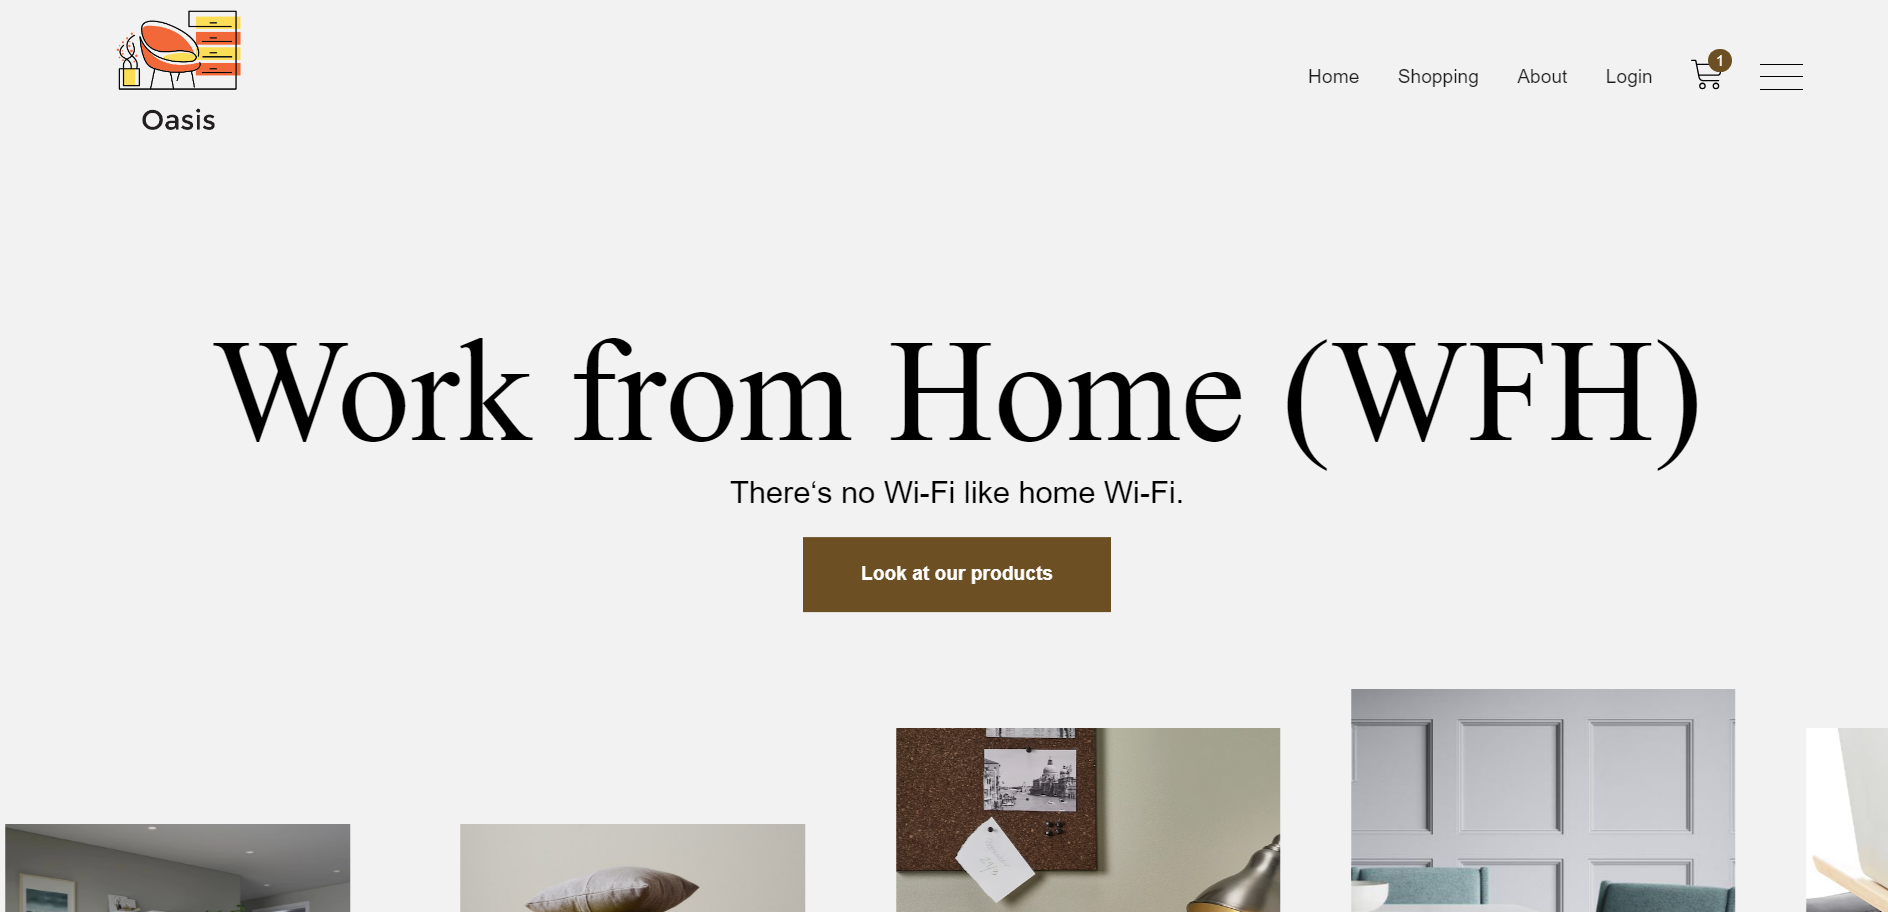 Oasis
Home
Shopping
About
Login
1
Work from Home (WFH)
There‘s no Wi-Fi like home Wi-Fi.
Look at our products